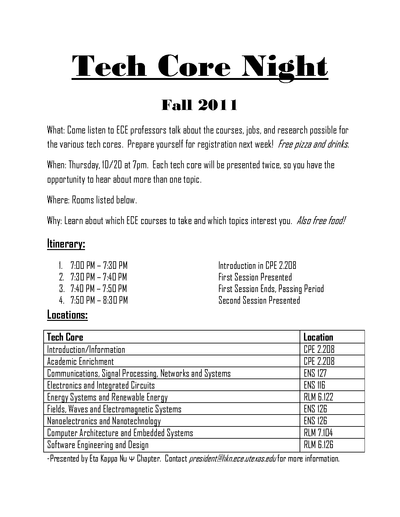 Tech Core Night
Fall 2011
What: Come listen to ECE professors talk about the courses, jobs, and research possible for
the various tech cores.  Prepare yourself for registration next week!  Free pizza and drinks.
When: Thursday, 10/20 at 7pm.  Each tech core will be presented twice, so you have the
opportunity to hear about more than one topic.
Where: Rooms listed below.
Why: Learn about which ECE courses to take and which topics interest you.  Also free food!
Itinerary:
1. 7:00 PM – 7:30 PM Introduction in CPE 2.208
2. 7:30 PM – 7:40 PM First Session Presented
3. 7:40 PM – 7:50 PM First Session Ends, Passing Period
4. 7:50 PM – 8:30 PM Second Session Presented
Locations:
Tech Core Location
Introduction/Information CPE 2.208
Academic Enrichment CPE 2.208
Communications, Signal Processing, Networks and Systems ENS 127
Electronics and Integrated Circuits ENS 116
Energy Systems and Renewable Energy RLM 6.122
Fields, Waves and Electromagnetic Systems ENS 126
Nanoelectronics and Nanotechnology ENS 126
Computer Architecture and Embedded Systems RLM 7.104
Software Engineering and Design RLM 6.126
-Presented by Eta Kappa Nu Ψ Chapter.  Contact president@hkn.ece.utexas.edu for more information.